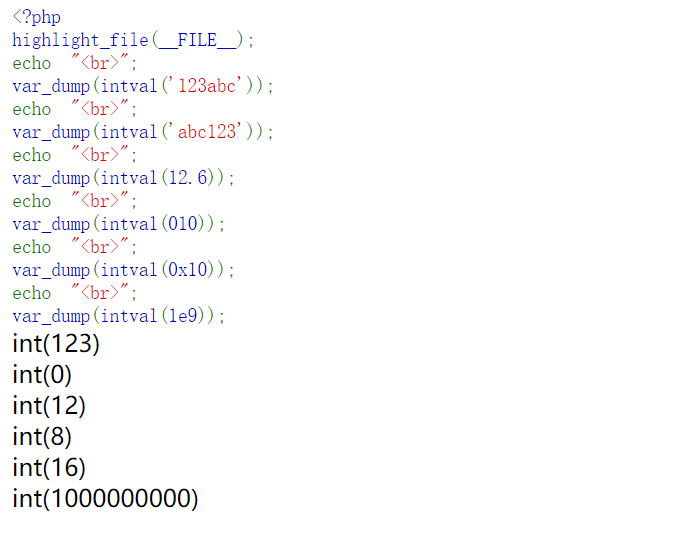 <?php
highlight_file(__FILE__);
echo "<br>";
var_dump(intval('123abc'));
echo "<br>";
var_dump(intval('abc123'));
echo "<br>";
var_dump(intval(12.6));
echo "<br>";
var_dump(intval(010));
echo "<br>";
var_dump(intval(0x10));
echo "<br>";
var_dump(intval(1e9));
int(123)
int(0)
int(12)
int(8)
int(16)
int(1000000000)